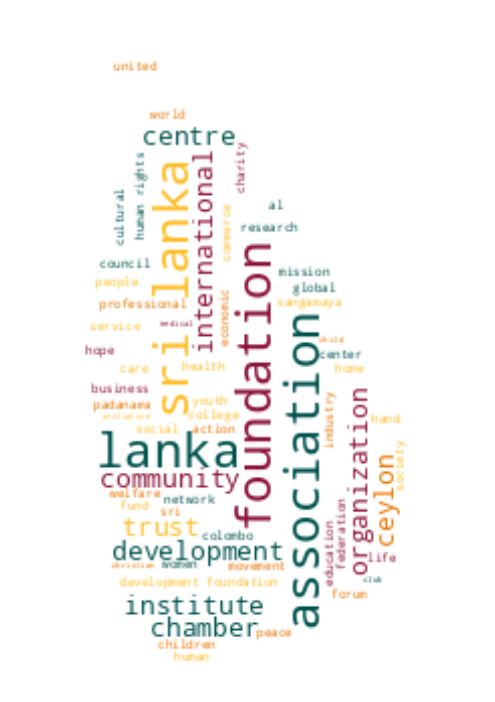 united
world
centre
charity
human rights
international
sri lanka
cultural
al
commerce
research
foundation
council
mission
people
global
professional
sangamaya
economic
service
medical
association
child
hope
center
care
health
home
business
youth
industry
organization
padanama
initiative
college
hand
social
action
lanka
society
ceylon
community
welfare
network
fund
sri
federation
education
trust
colombo
development
life
christian
women
movement
club
development foundation
forum
institute
chamber
peace
children
human